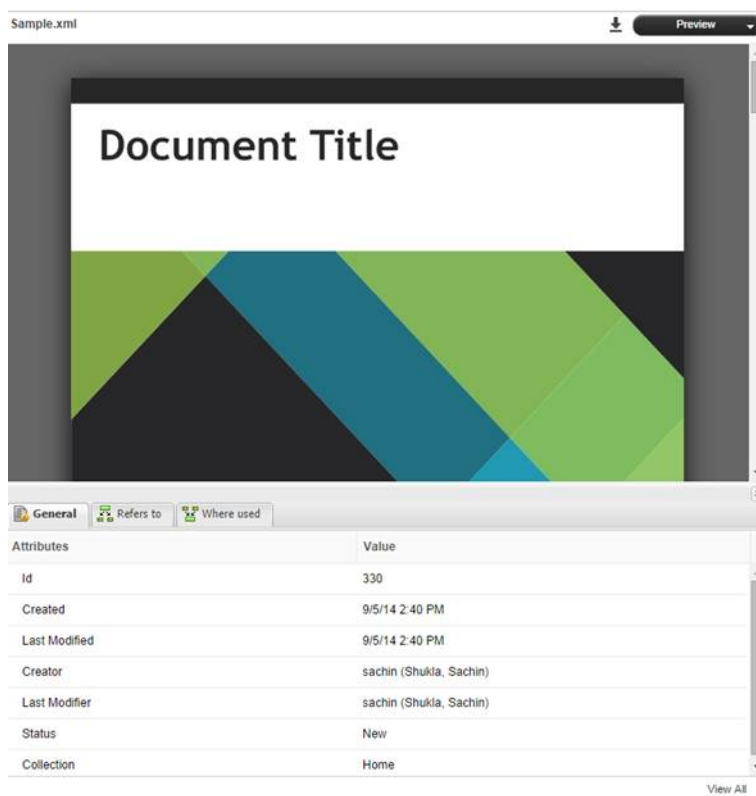 Sample.xml Preview
Document Title
General Refers to Where used
Attributes Value
Id 330
Created 9/5/14 2:40 PM
Last Modified 9/5/14 2:40 PM
Creator sachin (Shukla, Sachin)
Last Modifier sachin (Shukla, Sachin)
Status New
Collection Home
View All